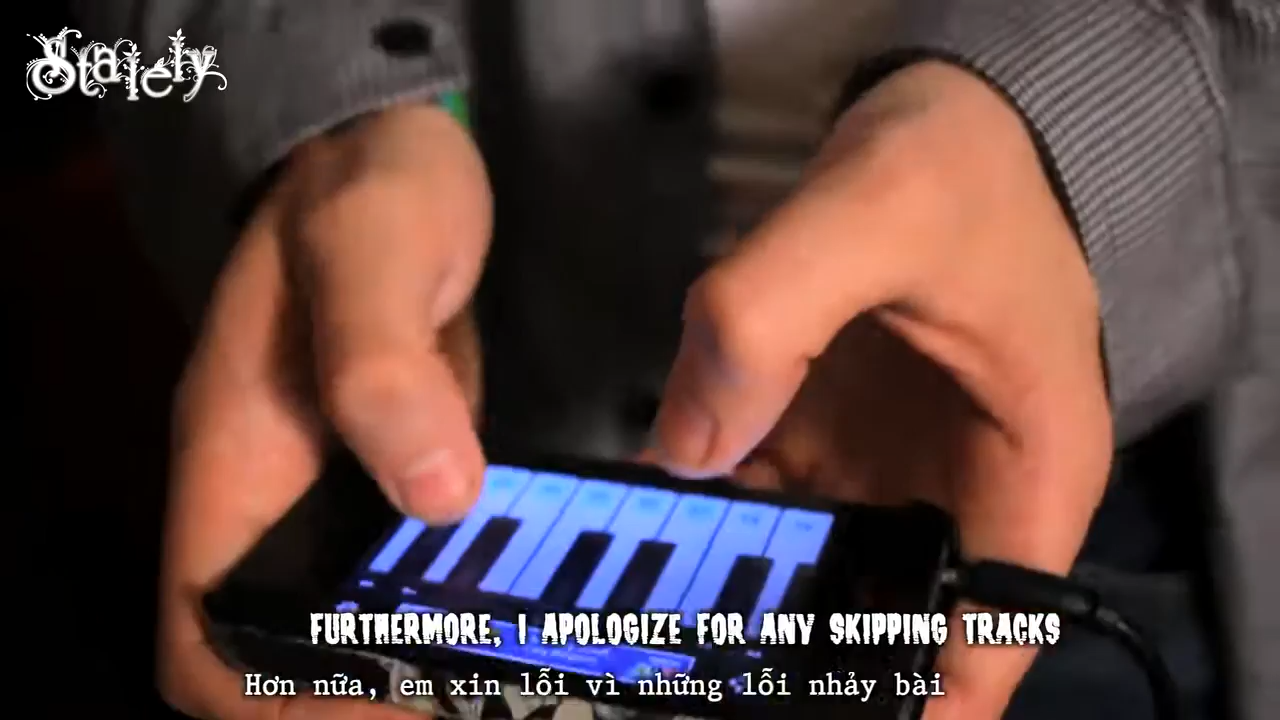 Stately
FURTHERMORE, I APOLOGIZE FOR ANY SKIPPING TRACKS
Hơn nữa, em xin lỗi vì những lỗi nhảy bài